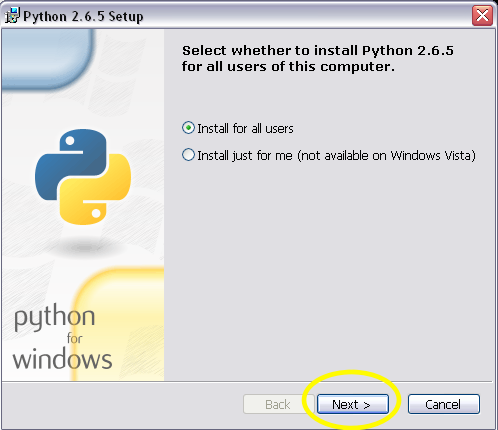 Python 2.6.5 Setup
Select whether to install Python 2.6.5
for all users of this computer.
Install for all users
Install just for me (not available on Windows Vista)
python
for
windows
Back
Next >
Cancel